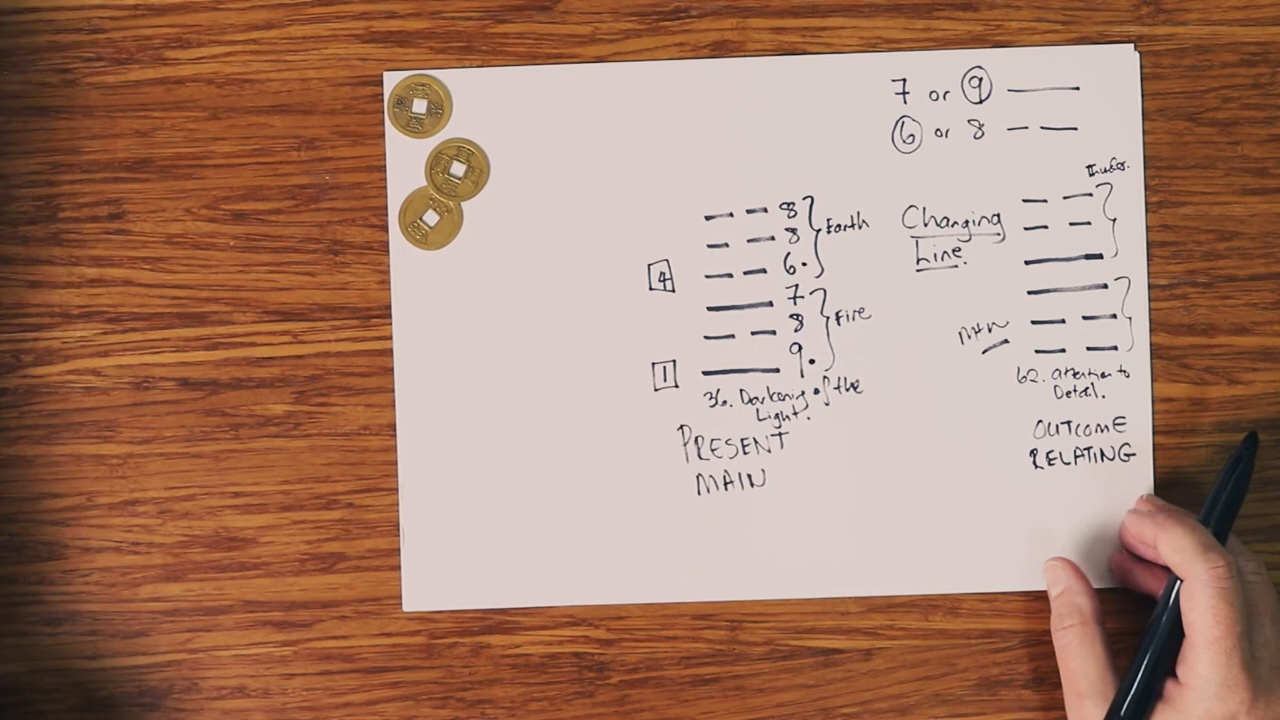 7 or 9
6 or 8
Thunder.
8
8 Earth
Changing
6.
Line.
4
7
8 Fire
9.
MtN
1
36. Darkening of the
Light.
62. Attention to
Detail.
PRESENT
MAIN
OUTCOME
RELATING